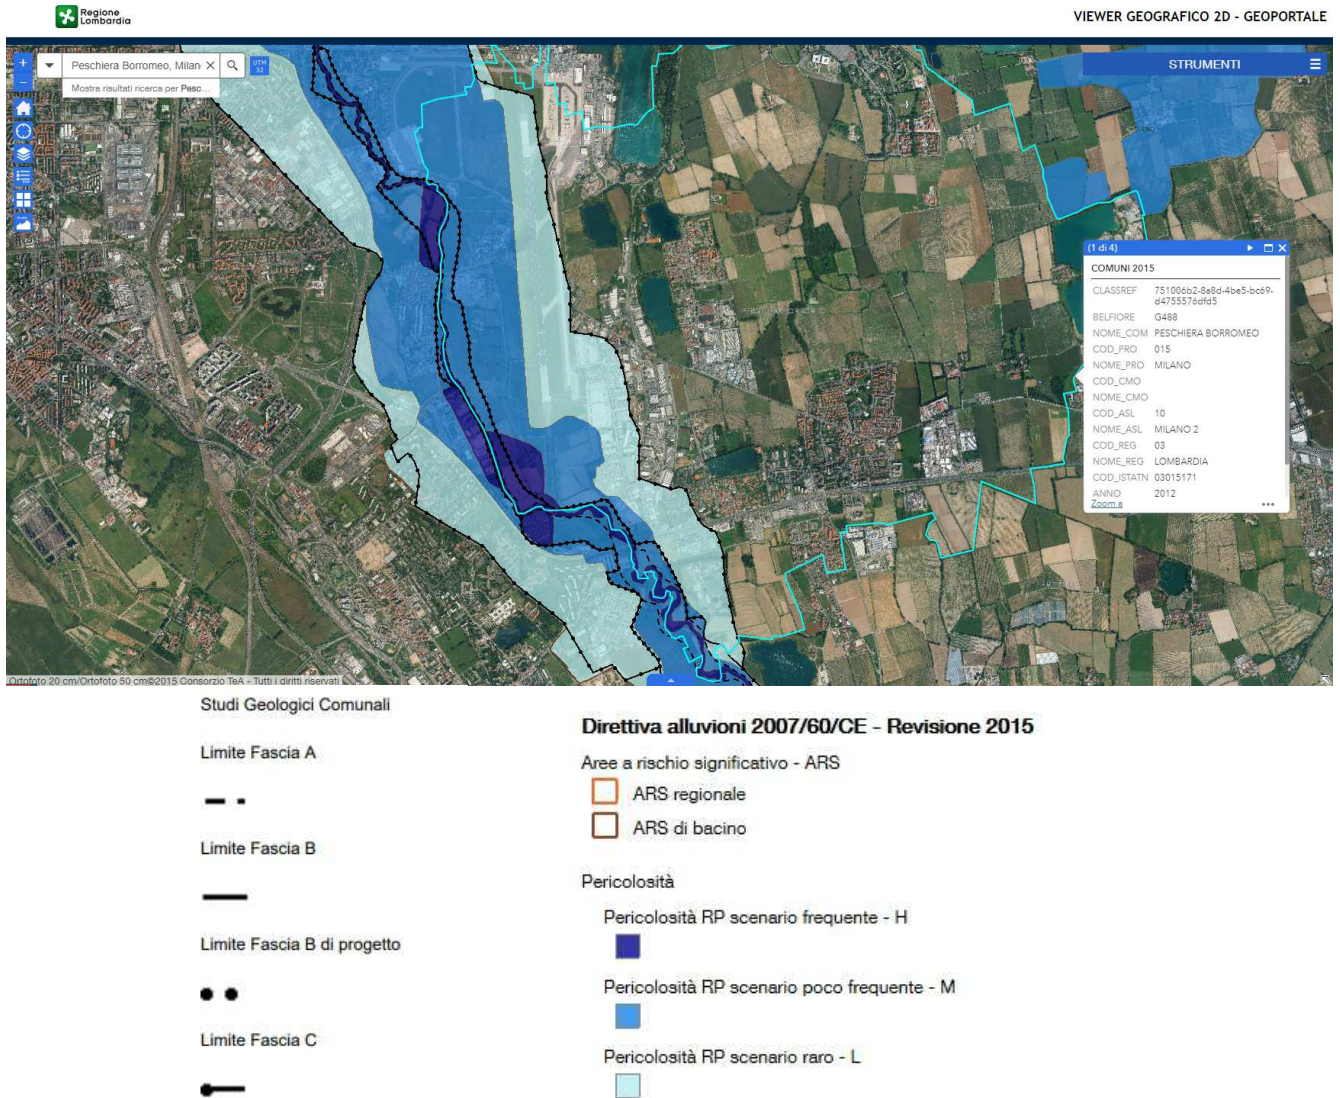 Regione
Lombardia
VIEWER GEOGRAFICO 2D - GEOPORTALE
+
Peschiera Borromeo, Milan
UTM
32
STRUMENTI
−
Mostra risultati ricerca per Pesc...
(1 di 4)
COMUNI 2015
CLASSREF 751006b2-8a8d-4be5-bc69-
d4755576dfd5
BELFIORE G488
NOME_COM PESCHIERA BORROMEO
COD_PRO 015
NOME_PRO MILANO
COD_CMO
NOME_CMO
COD_ASL 10
NOME_ASL MILANO 2
COD_REG 03
NOME_REG LOMBARDIA
COD_ISTATN 03015171
ANNO 2012
Zoom a
Ortofoto 20 cm/Ortofoto 50 cm©2015 Consorzio TeA - Tutti i diritti riservati
Studi Geologici Comunali
Limite Fascia A
Limite Fascia B
Limite Fascia B di progetto
Limite Fascia C
Direttiva alluvioni 2007/60/CE - Revisione 2015
Aree a rischio significativo - ARS
ARS regionale
ARS di bacino
Pericolosità
Pericolosità RP scenario frequente - H
Pericolosità RP scenario poco frequente - M
Pericolosità RP scenario raro - L